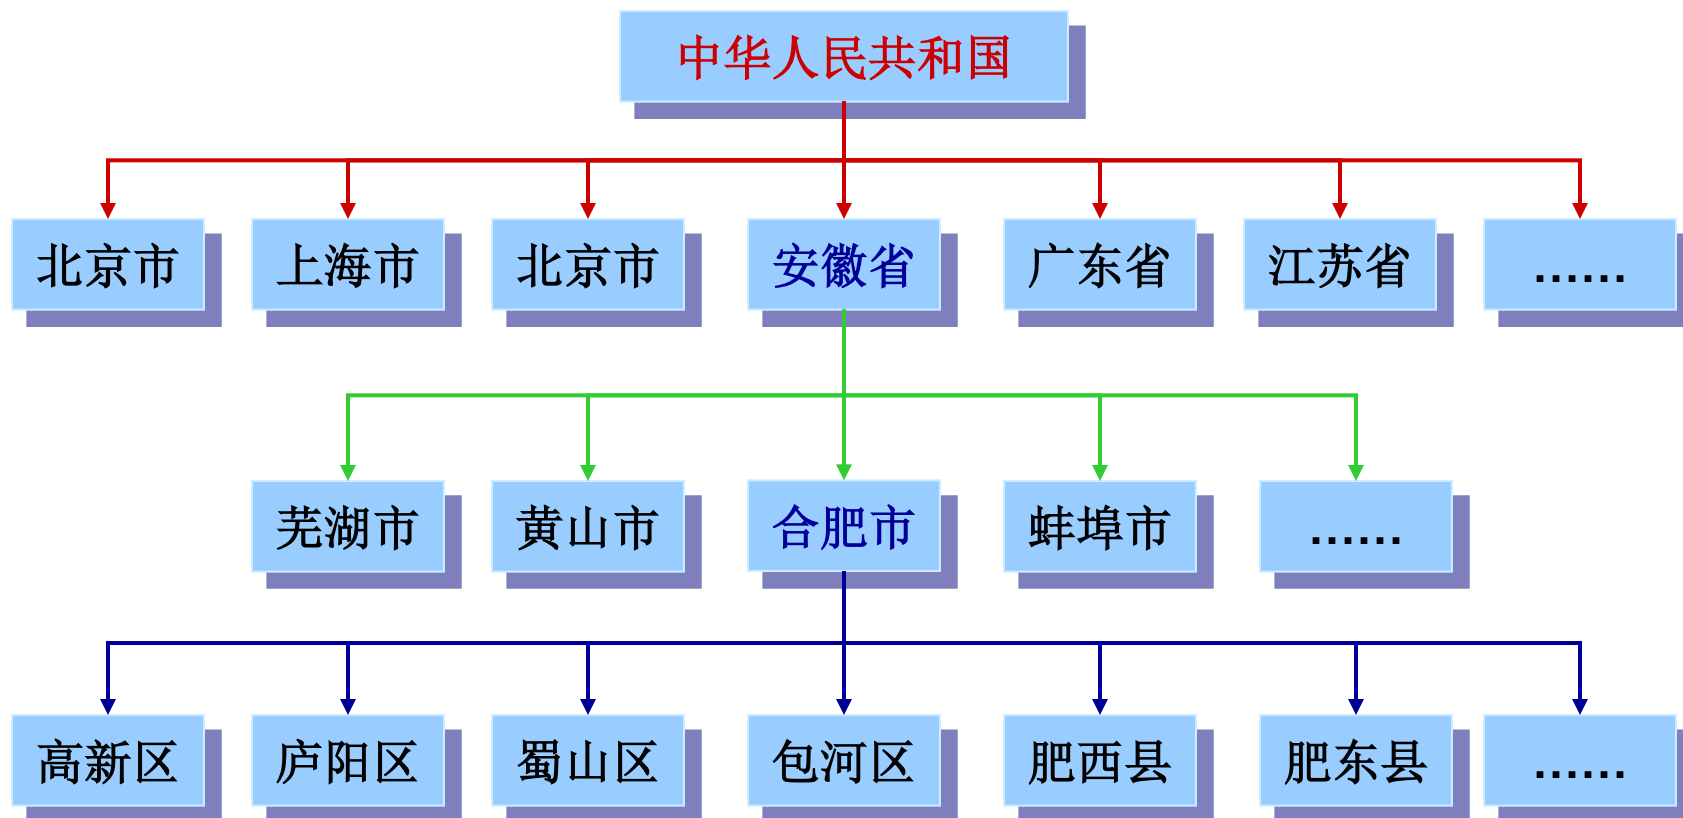 中华人民共和国
北京市
上海市
北京市
安徽省
广东省
江苏省
……
芜湖市
黄山市
合肥市
蚌埠市
……
高新区
庐阳区
蜀山区
包河区
肥西县
肥东县
……